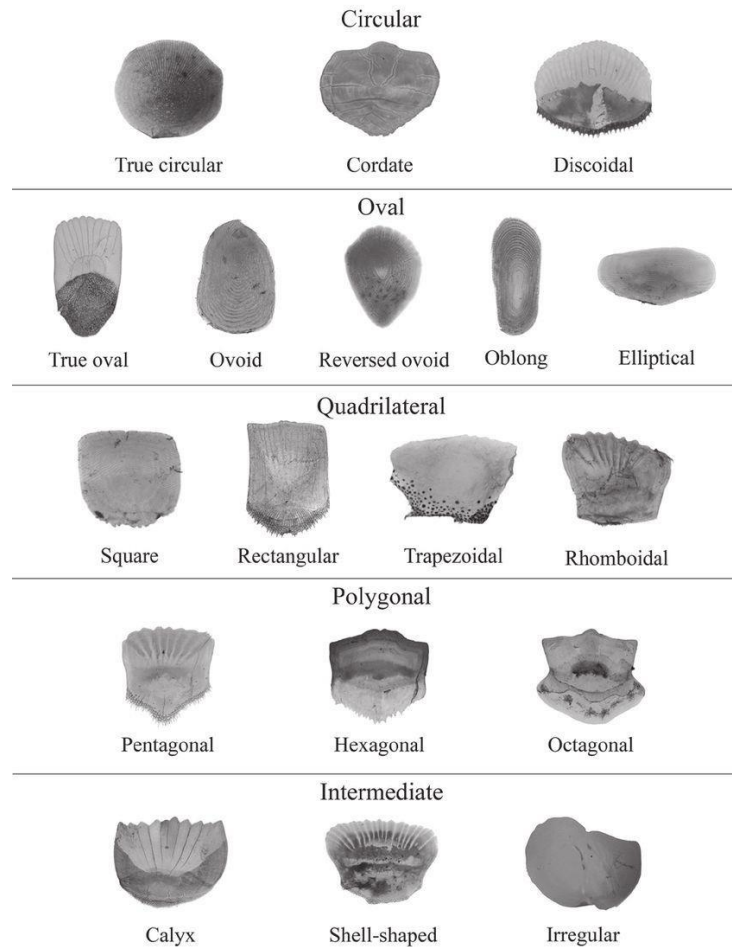 Circular
True circular
Cordate
Discoidal
Oval
True oval
Ovoid
Reversed ovoid
Oblong
Elliptical
Quadrilateral
Square
Rectangular
Trapezoidal
Rhomboidal
Polygonal
Pentagonal
Hexagonal
Octagonal
Intermediate
Calyx
Shell-shaped
Irregular